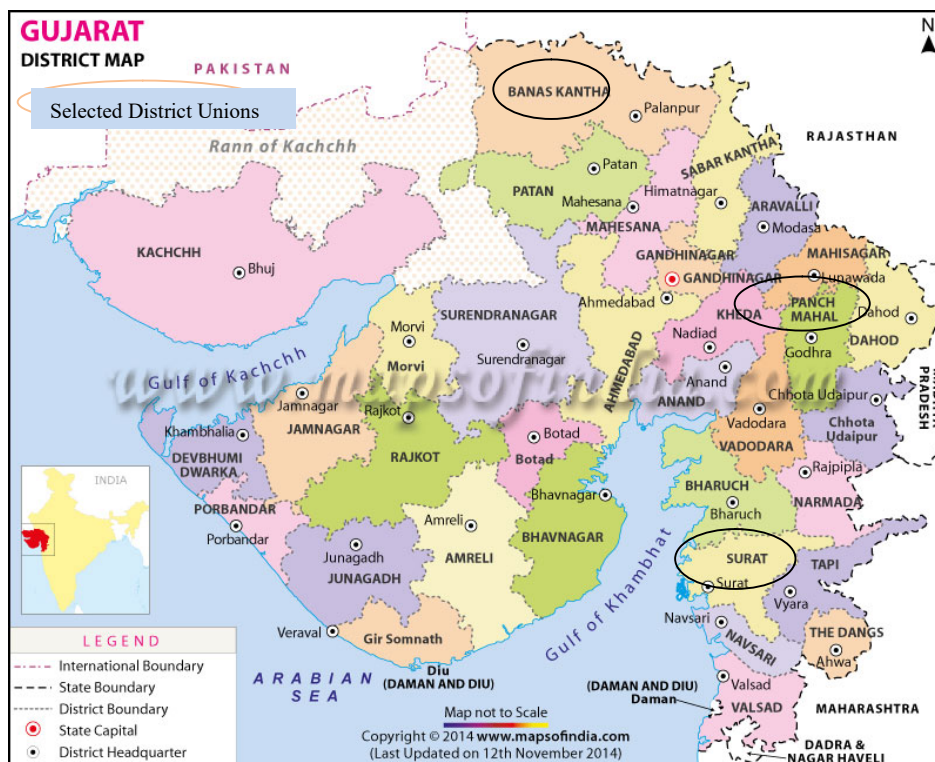 GUJARAT
DISTRICT MAP
N
PAKISTAN
Selected District Unions
Rann of Kachchh
BANAS KANTHA
Palanpur
RAJASTHAN
SABAR KANTHA
Patan
PATAN
Himatnagar
Mahesana
MAHESANA
ARAVALLI
Modasa
KACHCHH
Bhuj
GANDHINAGAR
GANDHINAGAR
MAHISAGAR
Lunawada
Ahmedabad
PANCH
MAHAL
KHEDA
Dahod
DAHOD
SURENDRANAGAR
Morvi
Morvi
Surendranagar
Nadiad
Godhra
Gulf of Kachchh
AHMEDABAD
Anand
ANAND
www.mapsofindia.com
PRADESH
Jamnagar
JAMNAGAR
Rajkot
RAJKOT
Chhota Udaipur
Chhota
Udaipur
Vadodara
VADODARA
Khambhalia
DEVBHUMI
DWARKA
Botad
Botad
Rajpipla
NARMADA
INDIA
PORBANDAR
Porbandar
Bhavnagar
BHAVNAGAR
BHARUCH
Bharuch
Amreli
AMRELI
Junagadh
JUNAGADH
Gulf of Khambhat
SURAT
Surat
TAPI
Vyara
Veraval
Gir Somnath
Navsari
NAVSARI
THE DANGS
Ahwa
LEGEND
International Boundary
State Boundary
District Boundary
State Capital
District Headquarter
ARABIAN
SEA
Diu
(DAMAN AND DIU)
(DAMAN AND DIU)
Daman
Valsad
VALSAD
MAHARASHTRA
Map not to Scale
Copyright © 2014 www.mapsofindia.com
(Last Updated on 12th November 2014)
DADRA &
NAGAR HAVELI